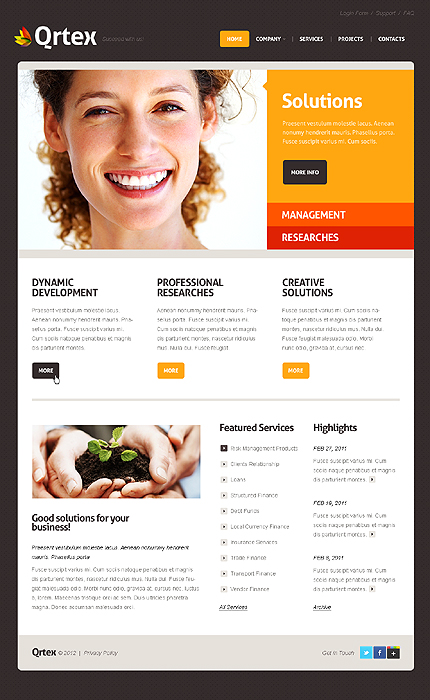 Login Form / Support / FAQ
Qrtex
Succeed with us!
HOME COMPANY SERVICES PROJECTS CONTACTS
Solutions
Praesent vestibulum molestie lacus. Aenean
nonummy hendrerit mauris. Phasellus porta.
Fusce suscipit varius mi. Cum sociis.
MORE INFO
MANAGEMENT
RESEARCHES
DYNAMIC
DEVELOPMENT
Praesent vestibulum molestie lacus.
Aenean nonummy hendrerit mauris. Phas-
ellus porta. Fusce suscipit varius mi.
Cum sociis natoque penatibus et magnis
dis parturient montes.
MORE
PROFESSIONAL
RESEARCHES
Praesent vestibulum molestie lacus.
Aenean nonummy hendrerit mauris.
Phasellus porta. Fusce suscipit varius mi.
Cum sociis natoque penatibus et magnis
mauris. Nulla dui. Fusce feugiat.
MORE
CREATIVE
SOLUTIONS
Fusce suscipit varius mi. Cum sociis na-
toque penatibus et magnis dis parturient
montes, nascetur ridiculus mus. Nulla dui.
Fusce feugiat malesuada odio. Morbi
nunc odio, gravida at, cursus nec.
MORE
Good solutions for your
business!
Praesent vestibulum molestie lacus. Aenean nonummy hendrerit
mauris. Phasellus porta
Fusce suscipit varius mi. Cum sociis natoque penatibus et magnis
dis parturient montes, nascetur ridiculus mus. Nulla dui. Fusce feu-
giat malesuada odio. Morbi nunc odio, gravida at, cursus nec, luctus
a, lorem. Maecenas tristique orci ac sem. Duis ultricies pharetra
magna. Donec accumsan malesuada orci.
Featured Services
Risk Management Products
Clients Relationship
Loans
Structured Finance
Debt Funds
Local Currency Finance
Insurance Services
Trade Finance
Transport Finance
Vendor Finance
All Services
Highlights
FEB 27, 2011
Fusce suscipit varius mi. Cum
sociis natoque penatibus et magnis
dis parturient montes.
FEB 19, 2011
Fusce suscipit varius mi. Cum
sociis natoque penatibus et magnis
dis parturient montes.
FEB 8, 2011
Fusce suscipit varius mi. Cum
sociis natoque penatibus et magnis
dis parturient montes.
Archive
Qrtex © 2012 | Privacy Policy
Get In Touch: